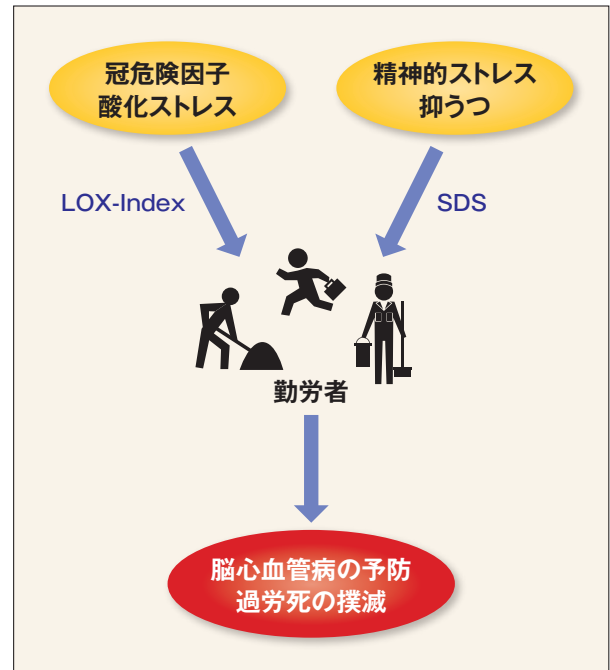 冠危険因子
酸化ストレス
精神的ストレス
抑うつ
LOX-Index
SDS
勤労者
脳心血管病の予防
過労死の撲滅